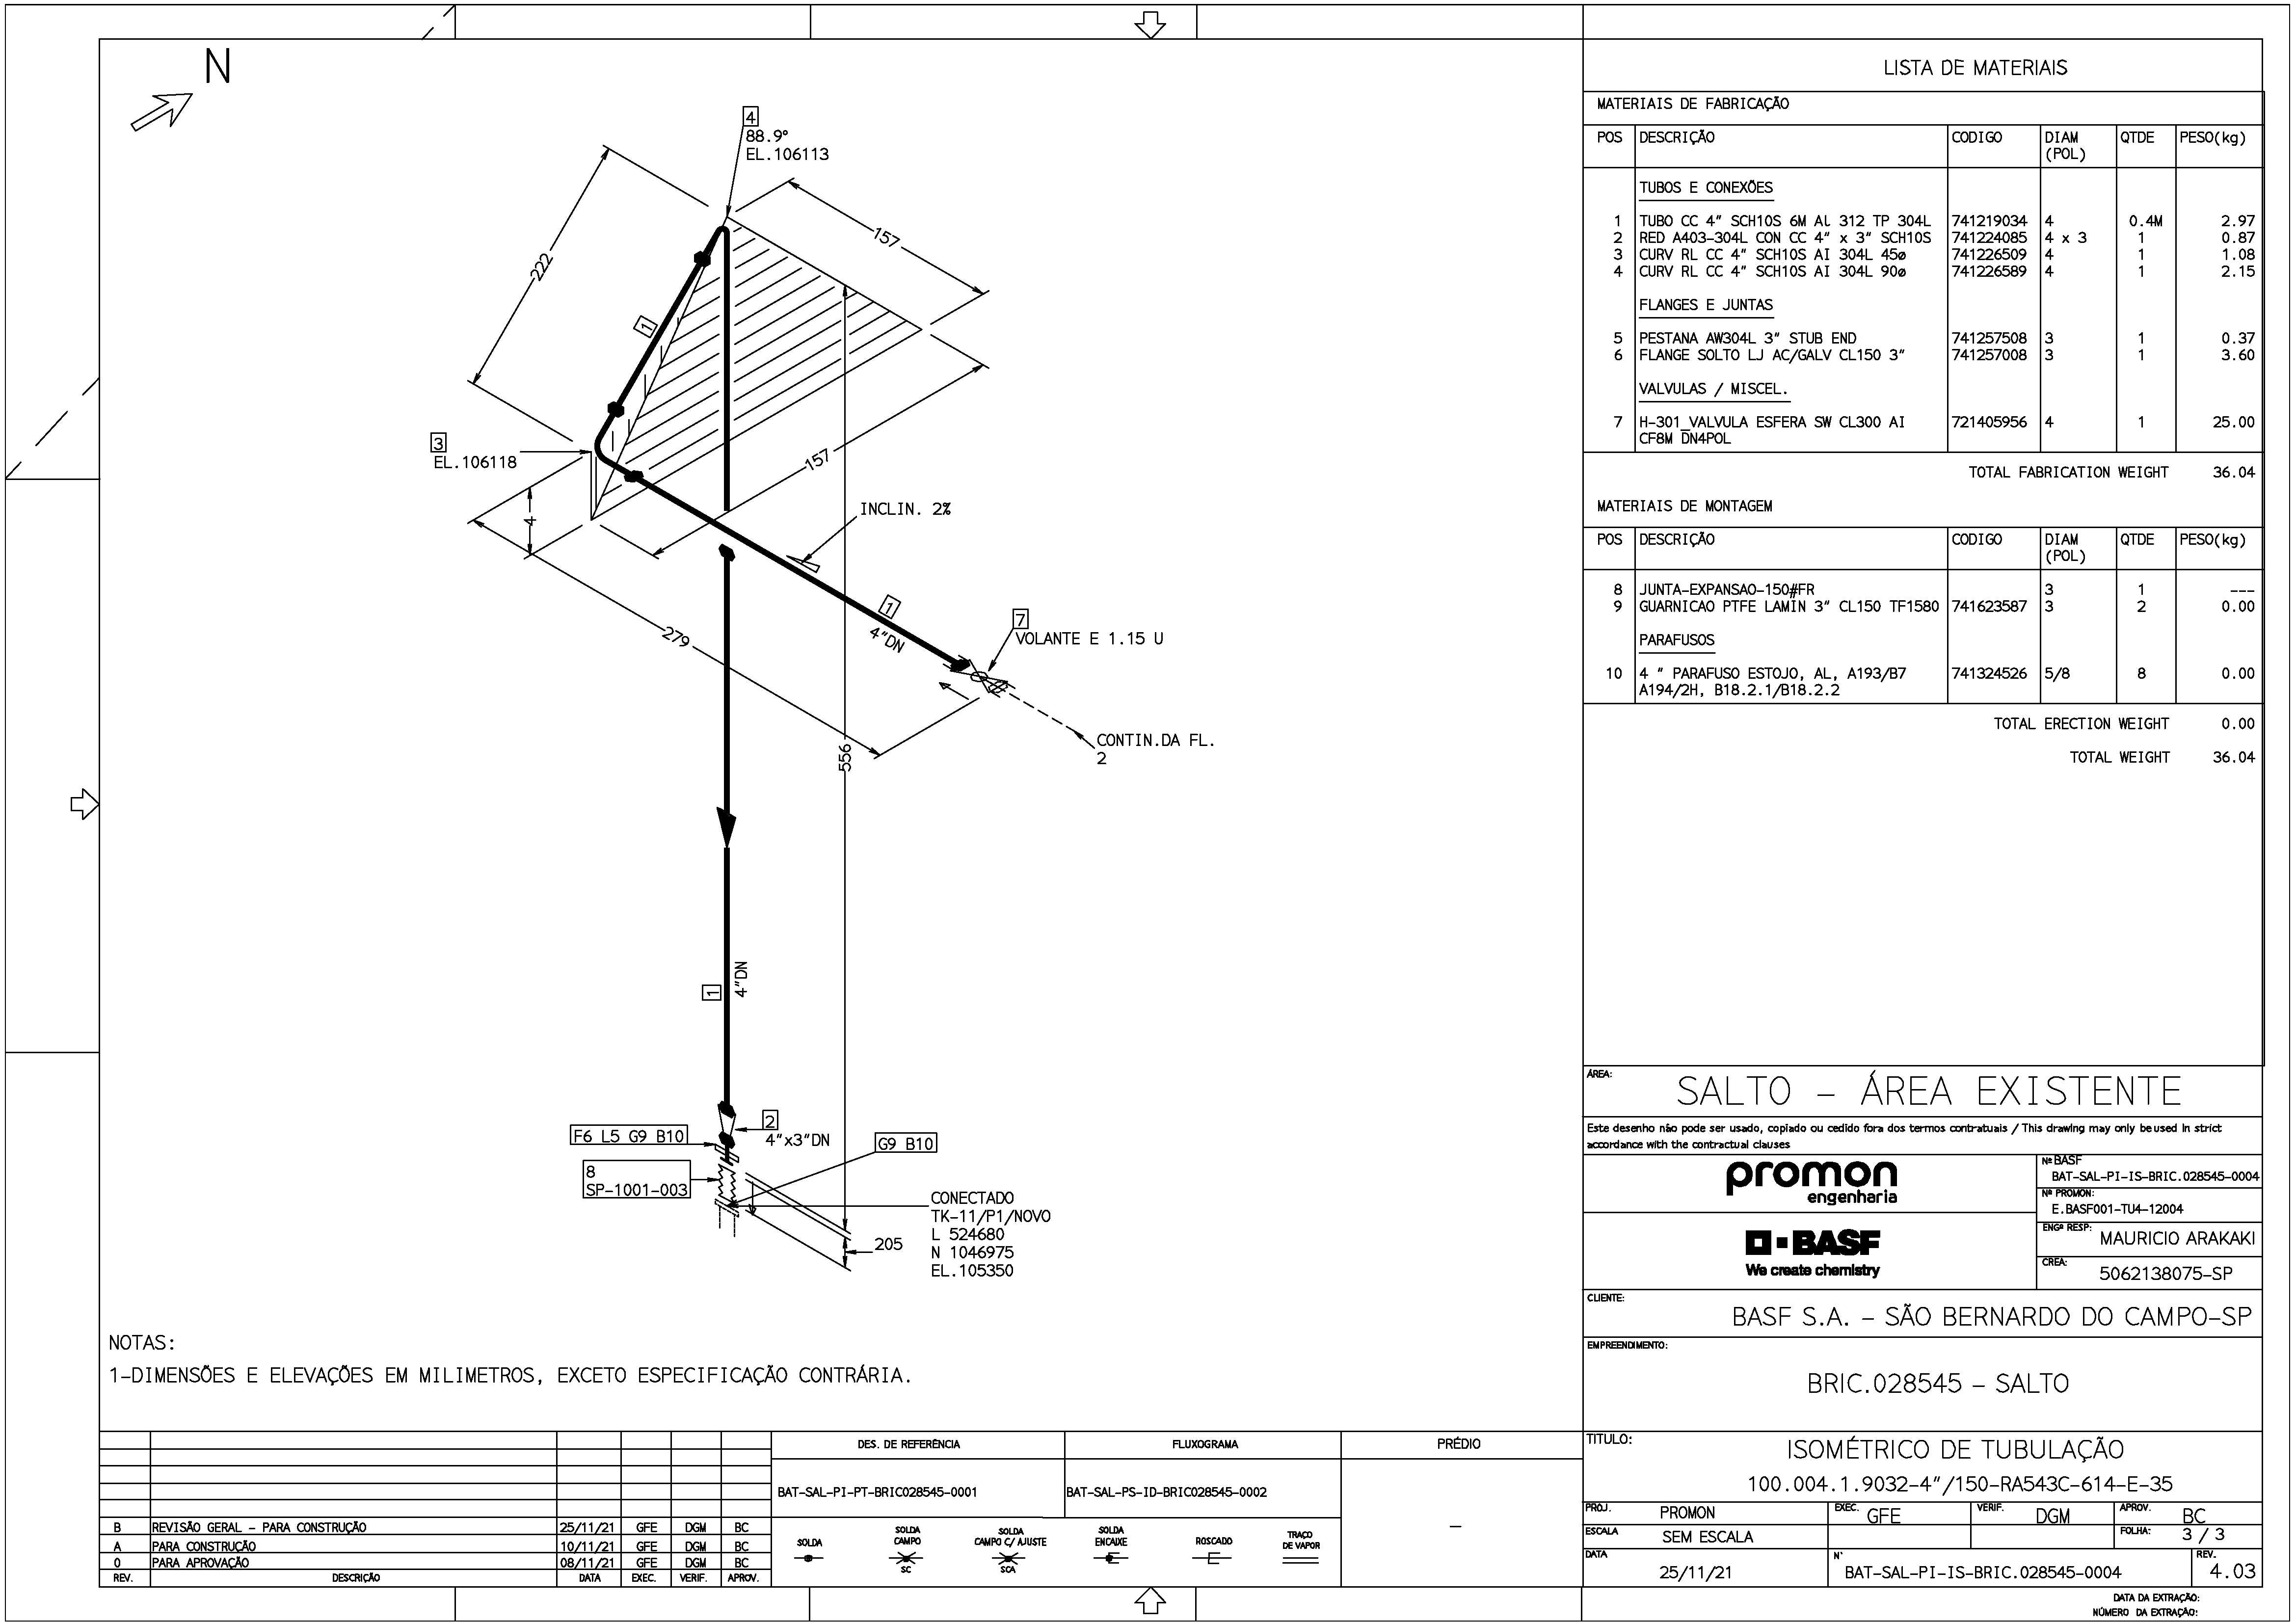 N
4
88.9°
EL.106113
157
222
1
3
EL.106118
157
4
INCLIN. 2%
1
4"DN
279
7
VOLANTE E 1.15 U
CONTIN.DA FL.
2
556
1
4"DN
2
4"x3"DN
F6 L5 G9 B10
G9 B10
8
SP-1001-003
CONECTADO
TK-11/P1/NOVO
L 524680
N 1046975
EL.105350
205
NOTAS:
1-DIMENSÕES E ELEVAÇÕES EM MILIMETROS, EXCETO ESPECIFICAÇÃO CONTRÁRIA.
LISTA DE MATERIAIS
MATERIAIS DE FABRICAÇÃO
POS DESCRIÇÃO CODIGO DIAM (POL) QTDE PESO(kg)
TUBOS E CONEXÕES
1 TUBO CC 4" SCH10S 6M Al 312 TP 304L 741219034 4 0.4M 2.97
2 RED A403-304L CON CC 4" x 3" SCH10S 741224085 4 x 3 1 0.87
3 CURV RL CC 4" SCH10S AI 304L 45ø 741226509 4 1 1.08
4 CURV RL CC 4" SCH10S AI 304L 90ø 741226589 4 1 2.15
FLANGES E JUNTAS
5 PESTANA AW304L 3" STUB END 741257508 3 1 0.37
6 FLANGE SOLTO LJ AC/GALV CL150 3" 741257008 3 1 3.60
VALVULAS / MISCEL.
7 H-301_VALVULA ESFERA SW CL300 AI 721405956 4 1 25.00
CF8M DN4POL
TOTAL FABRICATION WEIGHT 36.04
MATERIAIS DE MONTAGEM
POS DESCRIÇÃO CODIGO DIAM (POL) QTDE PESO(kg)
8 JUNTA-EXPANSAO-150#FR 3 1 ---
9 GUARNICAO PTFE LAMIN 3" CL150 TF1580 741623587 3 2 0.00
PARAFUSOS
10 4 " PARAFUSO ESTOJO, AL, A193/B7 741324526 5/8 8 0.00
A194/2H, B18.2.1/B18.2.2
TOTAL ERECTION WEIGHT 0.00
TOTAL WEIGHT 36.04
ÁREA:
SALTO - ÁREA EXISTENTE
Este desenho não pode ser usado, copiado ou cedido fora dos termos contratuais / This drawing may only be used in strict
accordance with the contractual clauses
promon
engenharia
Nº BASF
BAT-SAL-PI-IS-BRIC.028545-0004
Nº PROMON:
E.BASF001-TU4-12004
BASF
We create chemistry
ENGº RESP:
MAURICIO ARAKAKI
CREA:
5062138075-SP
CLIENTE:
BASF S.A. - SÃO BERNARDO DO CAMPO-SP
EMPREENDIMENTO:
BRIC.028545 - SALTO
TITULO:
ISOMÉTRICO DE TUBULAÇÃO
100.004.1.9032-4"/150-RA543C-614-E-35
PROJ. PROMON EXEC. GFE VERIF. DGM APROV. BC
ESCALA SEM ESCALA FOLHA: 3 / 3
DATA 25/11/21 N° BAT-SAL-PI-IS-BRIC.028545-0004 REV. 4.03
DATA DA EXTRAÇÃO:
NÚMERO DA EXTRAÇÃO:
B REVISÃO GERAL - PARA CONSTRUÇÃO 25/11/21 GFE DGM BC
A PARA CONSTRUÇÃO 10/11/21 GFE DGM BC
0 PARA APROVAÇÃO 08/11/21 GFE DGM BC
REV. DESCRIÇÃO DATA EXEC. VERIF. APROV.
DES. DE REFERÊNCIA FLUXOGRAMA PRÉDIO
BAT-SAL-PI-PT-BRIC028545-0001 BAT-SAL-PS-ID-BRIC028545-0002 -
SOLDA
SOLDA CAMPO
SC
SOLDA CAMPO C/ AJUSTE
SCA
SOLDA ENCAIXE
ROSCADO
TRAÇO DE VAPOR